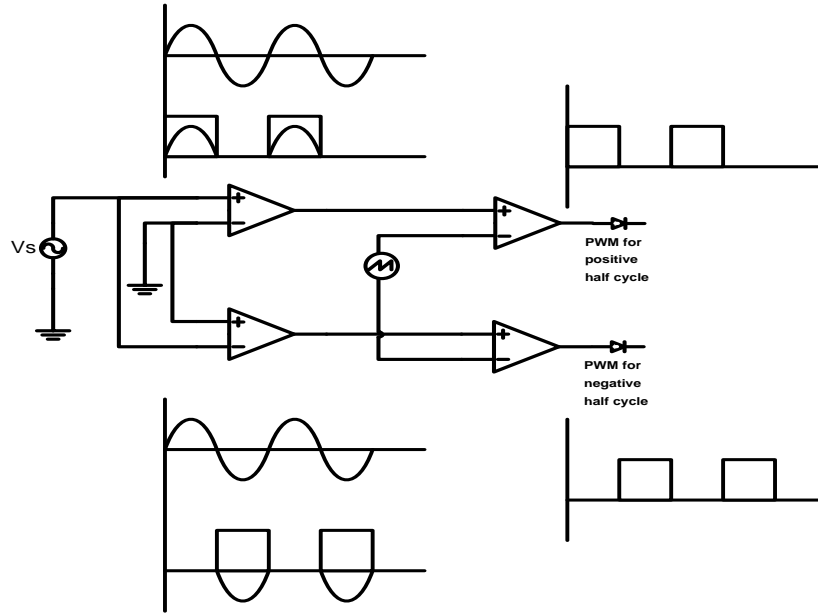 Vs
+
−
+
−
PWM for
positive
half cycle
+
−
+
−
PWM for
negative
half cycle